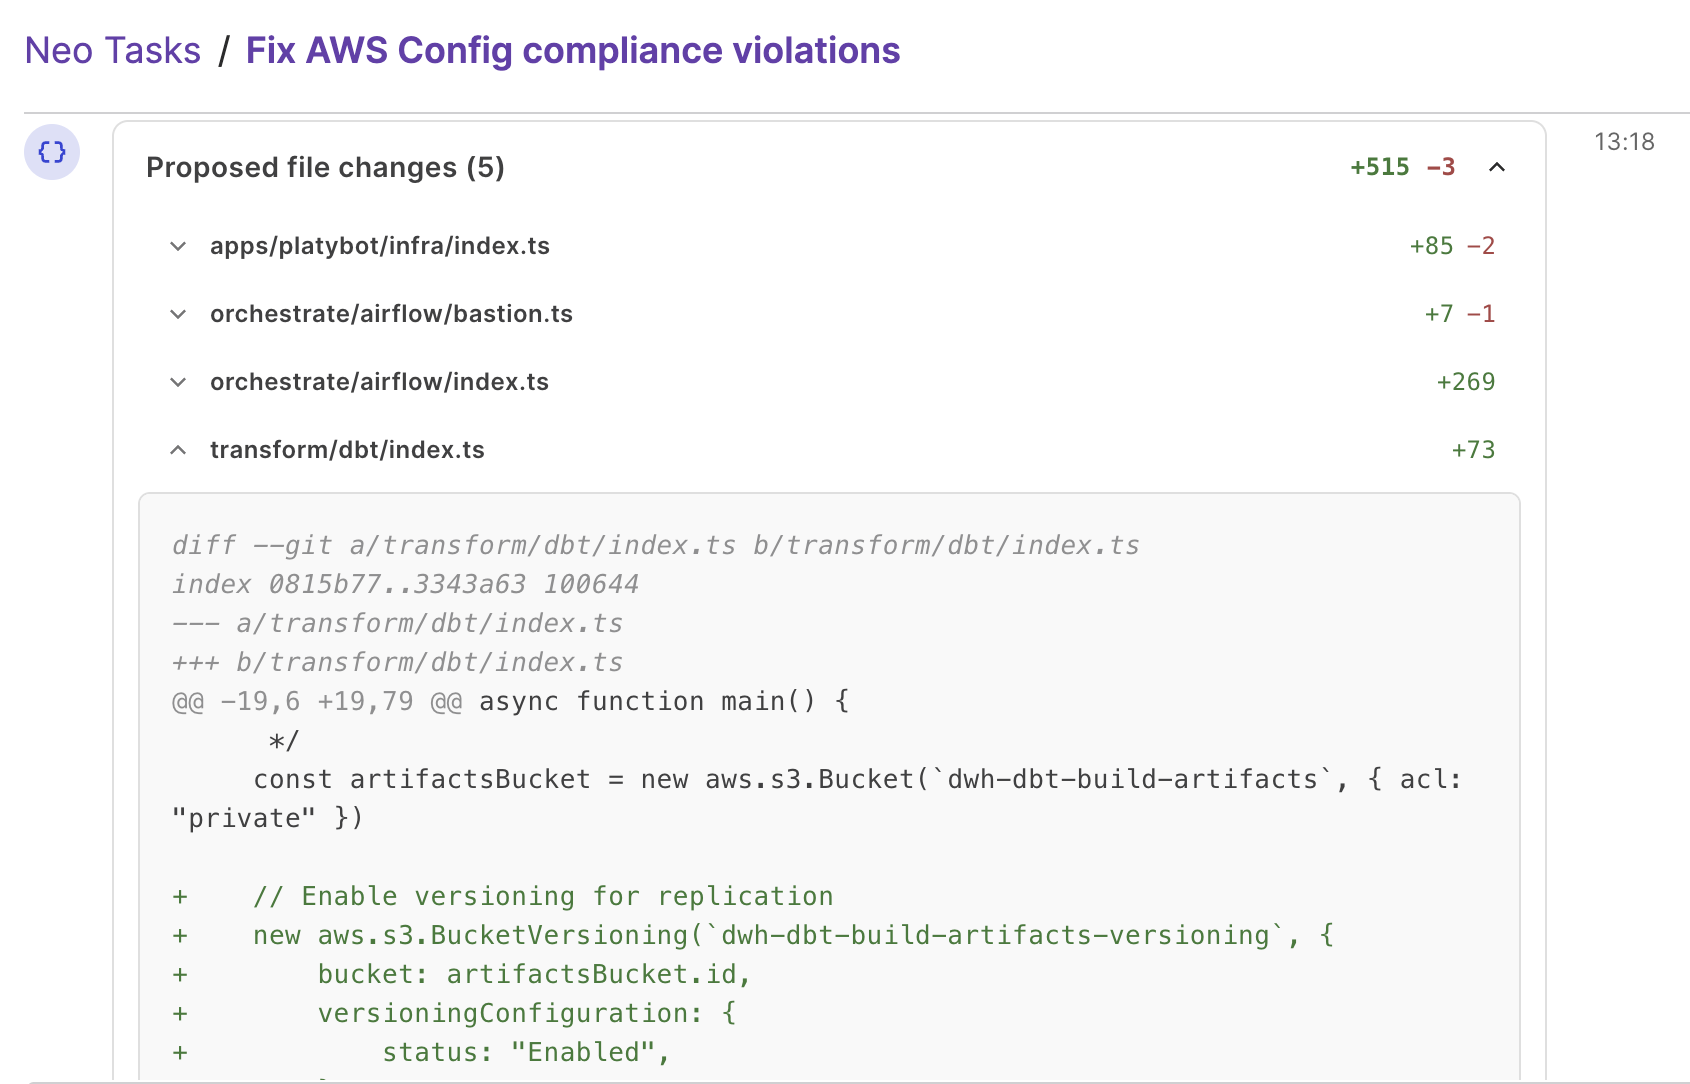 Neo Tasks / Fix AWS Config compliance violations
{}
13:18
Proposed file changes (5)
+515 −3
apps/platybot/infra/index.ts
+85 −2
orchestrate/airflow/bastion.ts
+7 −1
orchestrate/airflow/index.ts
+269
transform/dbt/index.ts
+73
diff --git a/transform/dbt/index.ts b/transform/dbt/index.ts
index 0815b77..3343a63 100644
--- a/transform/dbt/index.ts
+++ b/transform/dbt/index.ts
@@ -19,6 +19,79 @@ async function main() {
      */
     const artifactsBucket = new aws.s3.Bucket(`dwh-dbt-build-artifacts`, { acl:
"private" })
+    // Enable versioning for replication
+    new aws.s3.BucketVersioning(`dwh-dbt-build-artifacts-versioning`, {
+        bucket: artifactsBucket.id,
+        versioningConfiguration: {
+            status: "Enabled",